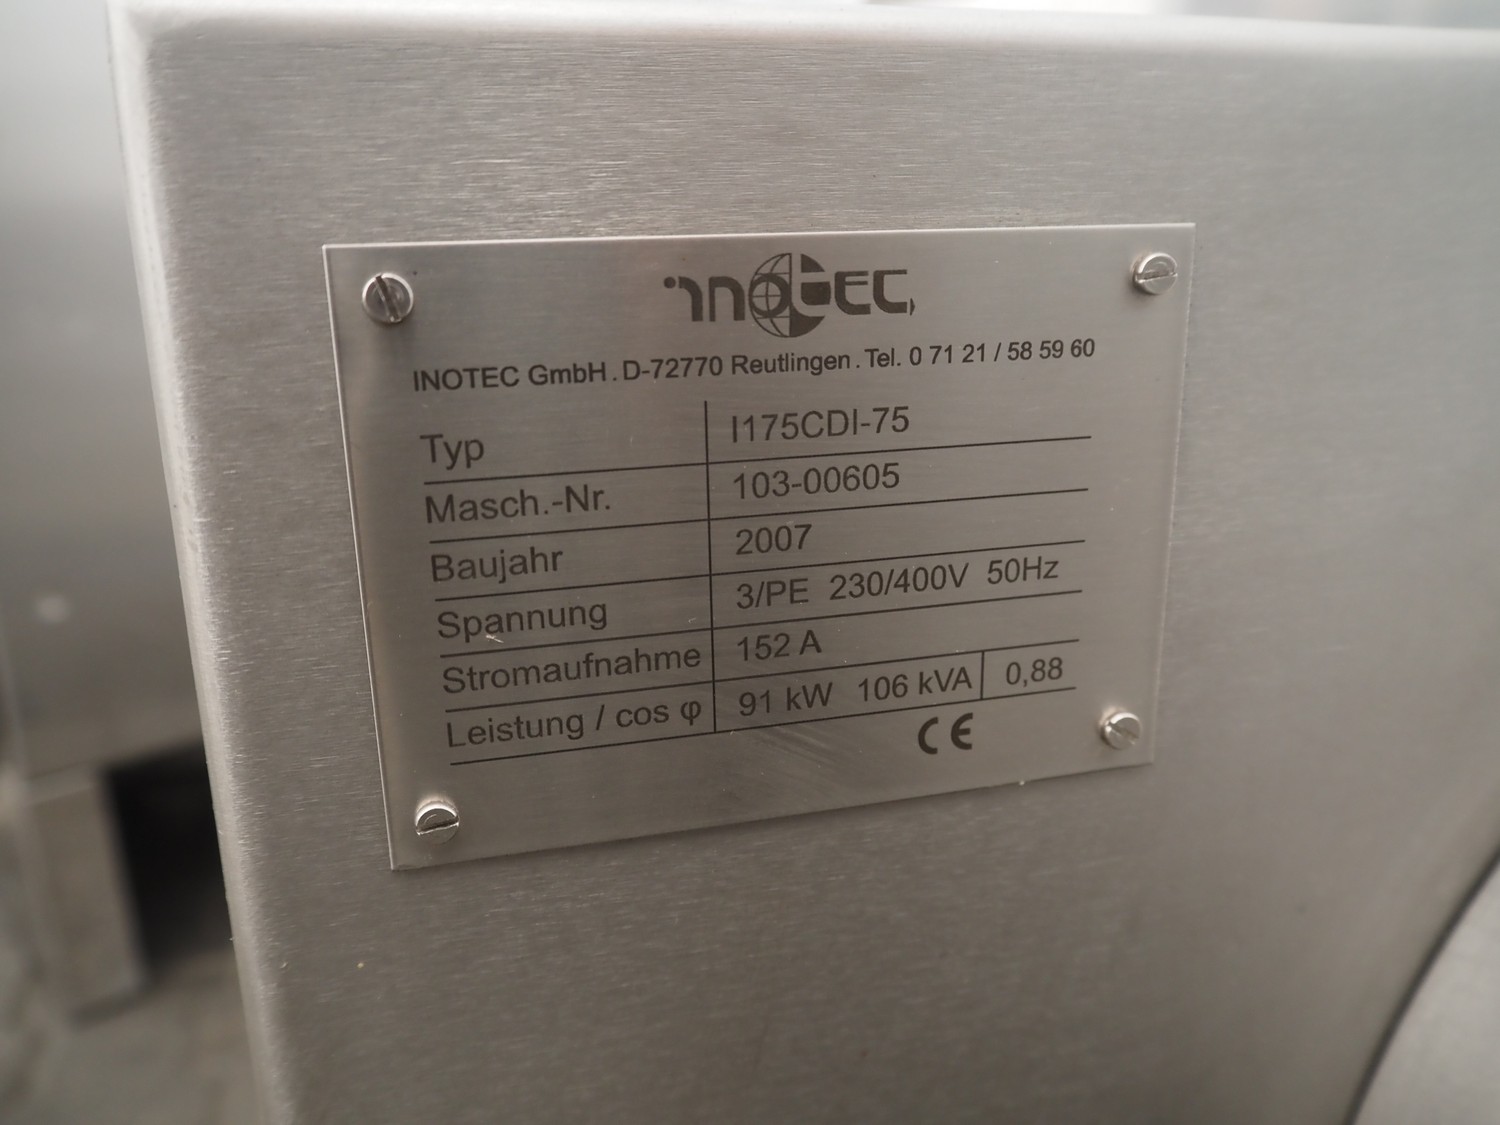 inotec
INOTEC GmbH . D-72770 Reutlingen . Tel. 0 71 21 / 58 59 60
Typ I175CDI-75
Masch.-Nr. 103-00605
Baujahr 2007
Spannung 3/PE 230/400V 50Hz
Stromaufnahme 152 A
Leistung / cos φ 91 kW 106 kVA 0,88
CE